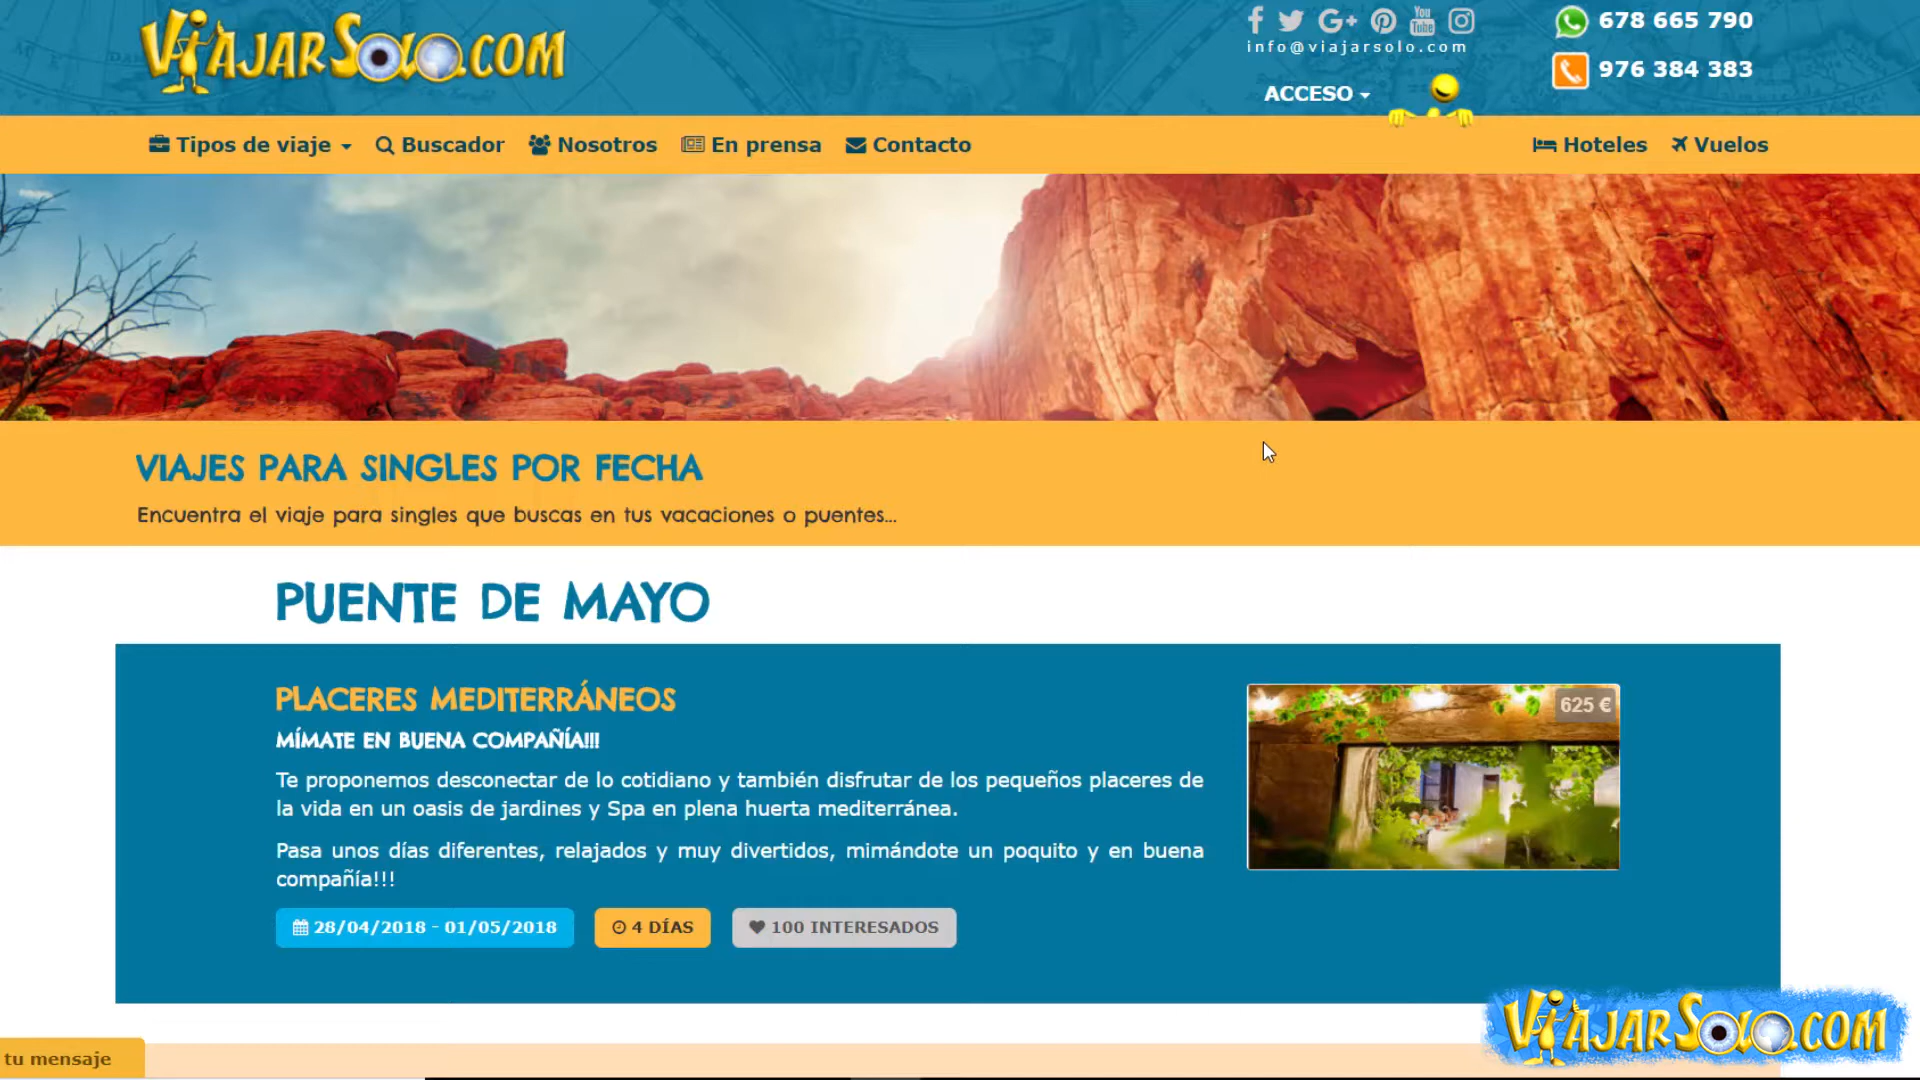 ViajarSolo.com
You
Tube
info@viajarsolo.com
ACCESO
678 665 790
976 384 383
Tipos de viaje
Buscador
Nosotros
En prensa
Contacto
Hoteles
Vuelos
VIAJES PARA SINGLES POR FECHA
Encuentra el viaje para singles que buscas en tus vacaciones o puentes...
PUENTE DE MAYO
PLACERES MEDITERRÁNEOS
MÍMATE EN BUENA COMPAÑÍA!!!
Te proponemos desconectar de lo cotidiano y también disfrutar de los pequeños placeres de
la vida en un oasis de jardines y Spa en plena huerta mediterránea.
Pasa unos días diferentes, relajados y muy divertidos, mimándote un poquito y en buena
compañía!!!
625 €
28/04/2018 - 01/05/2018
4 DÍAS
100 INTERESADOS
tu mensaje
ViajarSolo.com